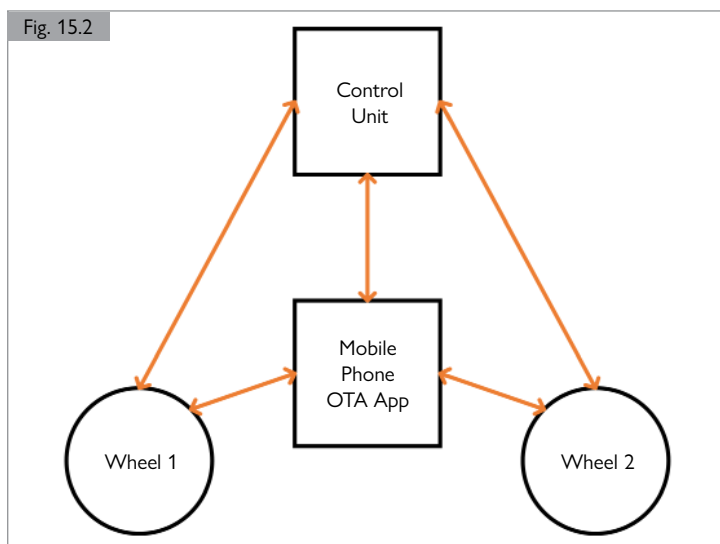 Fig. 15.2
Control
Unit
Mobile
Phone
OTA App
Wheel 1
Wheel 2